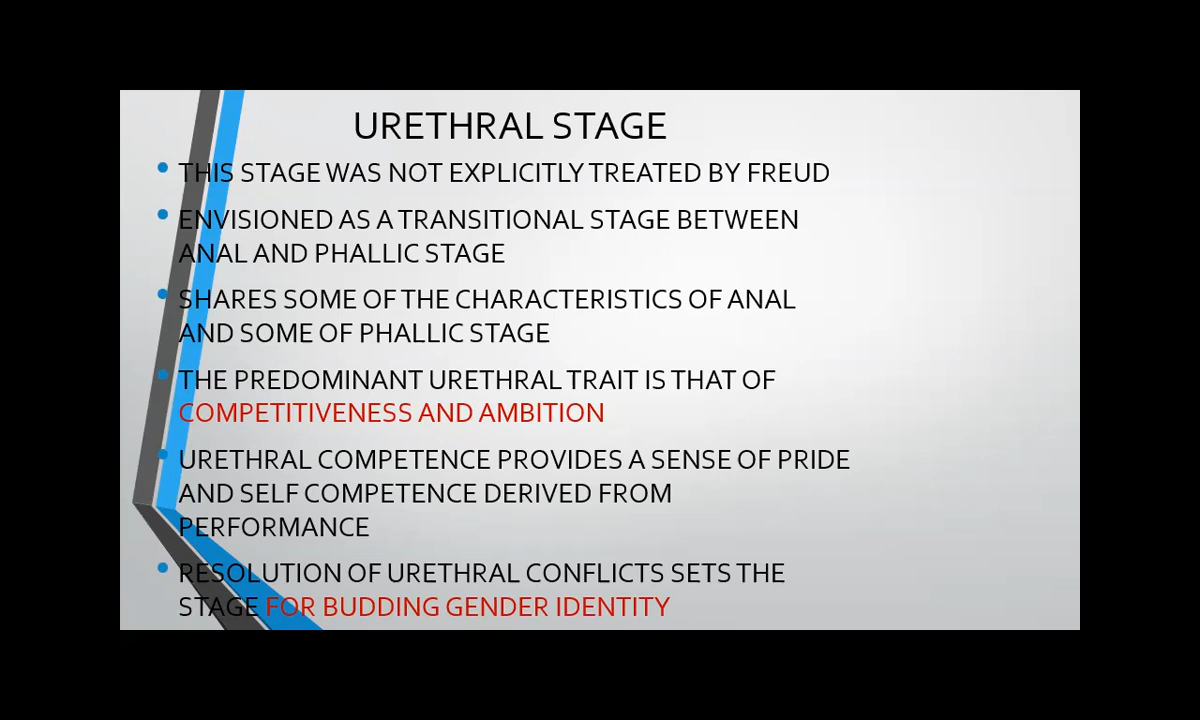 URETHRAL STAGE
• THIS STAGE WAS NOT EXPLICITLY TREATED BY FREUD
• ENVISIONED AS A TRANSITIONAL STAGE BETWEEN
ANAL AND PHALLIC STAGE
• SHARES SOME OF THE CHARACTERISTICS OF ANAL
AND SOME OF PHALLIC STAGE
• THE PREDOMINANT URETHRAL TRAIT IS THAT OF
COMPETITIVENESS AND AMBITION
• URETHRAL COMPETENCE PROVIDES A SENSE OF PRIDE
AND SELF COMPETENCE DERIVED FROM
PERFORMANCE
• RESOLUTION OF URETHRAL CONFLICTS SETS THE
STAGE FOR BUDDING GENDER IDENTITY